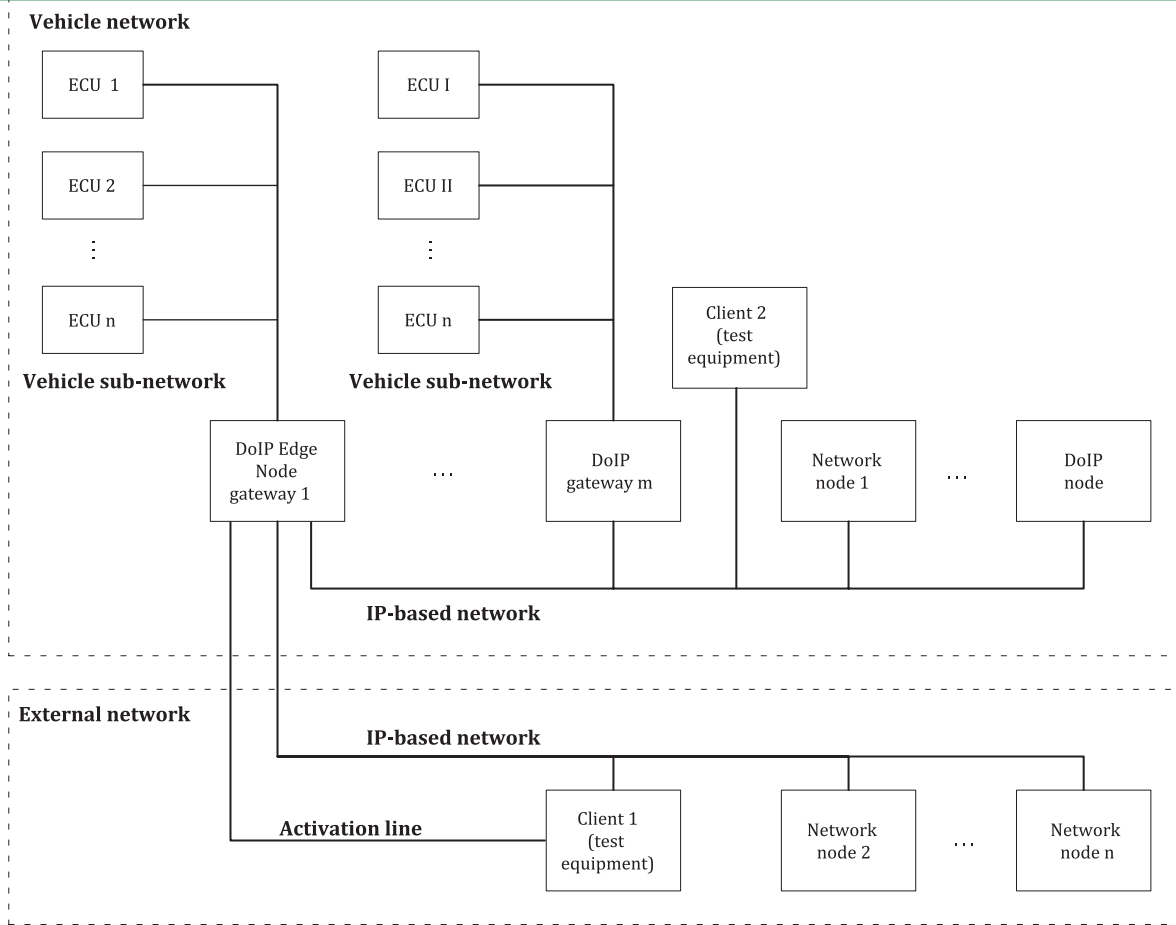 Vehicle network
ECU 1
ECU I
ECU 2
ECU II
⋮
⋮
ECU n
ECU n
Client 2
(test
equipment)
Vehicle sub-network
Vehicle sub-network
DoIP Edge
Node
gateway 1
...
DoIP
gateway m
Network
node 1
...
DoIP
node
IP-based network
External network
IP-based network
Activation line
Client 1
(test
equipment)
Network
node 2
...
Network
node n